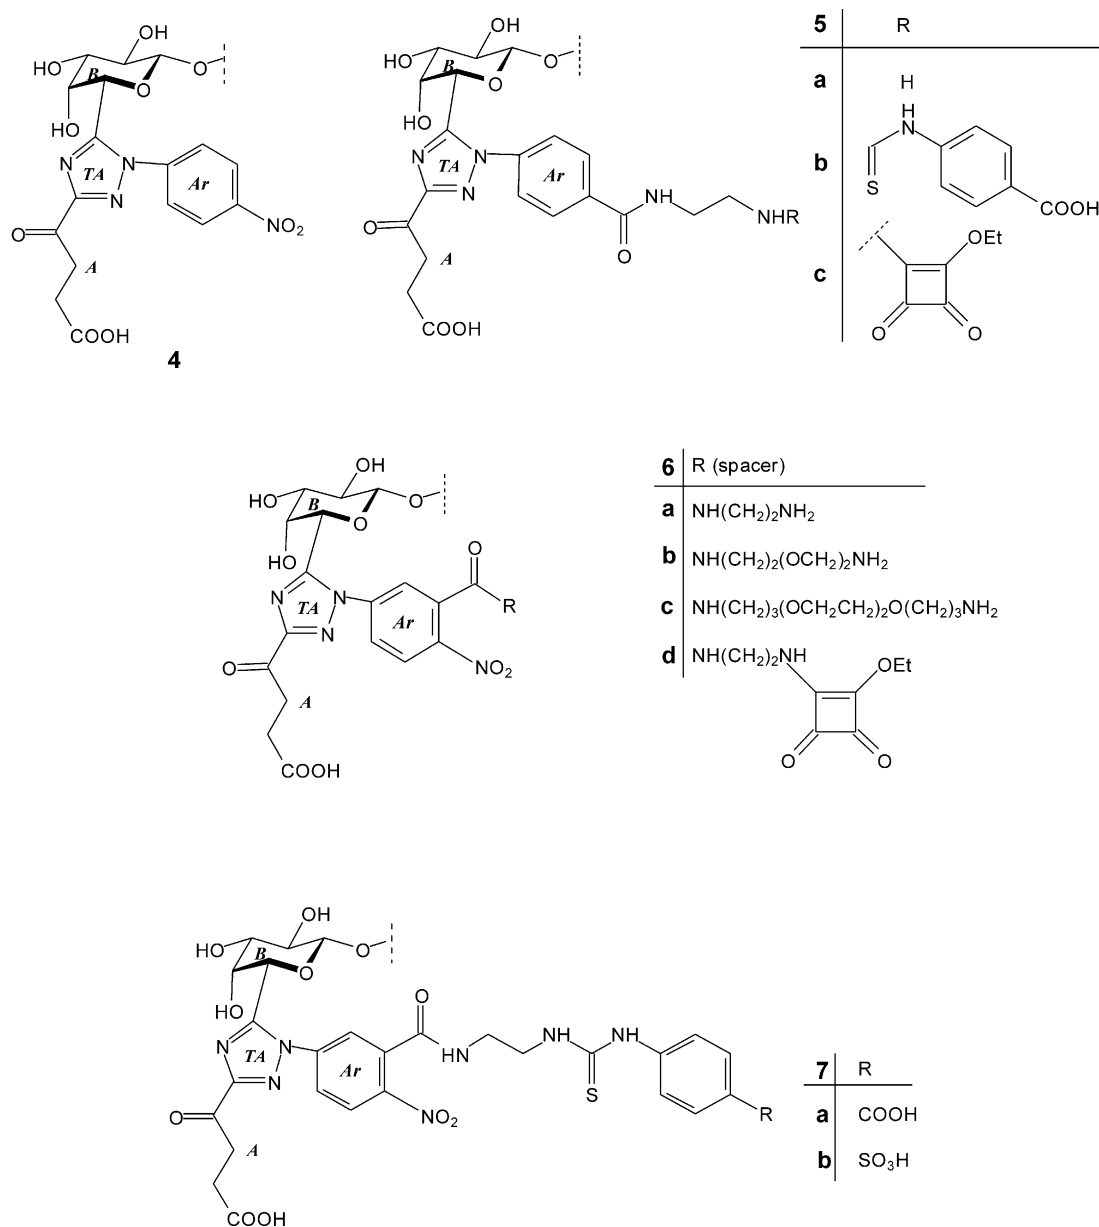 OH
HO
B
O
O
HO
N
N
TA
N
Ar
NO2
O
A
COOH
4
OH
HO
B
O
O
HO
N
N
TA
N
Ar
O
H
N
NHR
O
A
COOH
5 R
a H
b
H
N
S
COOH
c
OEt
O O
OH
HO
B
O
O
HO
N
N
TA
N
Ar
O
R
NO2
O
A
COOH
6 R (spacer)
a NH(CH2)2NH2
b NH(CH2)2(OCH2)2NH2
c NH(CH2)3(OCH2CH2)2O(CH2)3NH2
d NH(CH2)2NH
OEt
O O
OH
HO
B
O
O
HO
N
N
TA
N
Ar
O
HN
NH
NH
S
R
NO2
O
A
COOH
7 R
a COOH
b SO3H